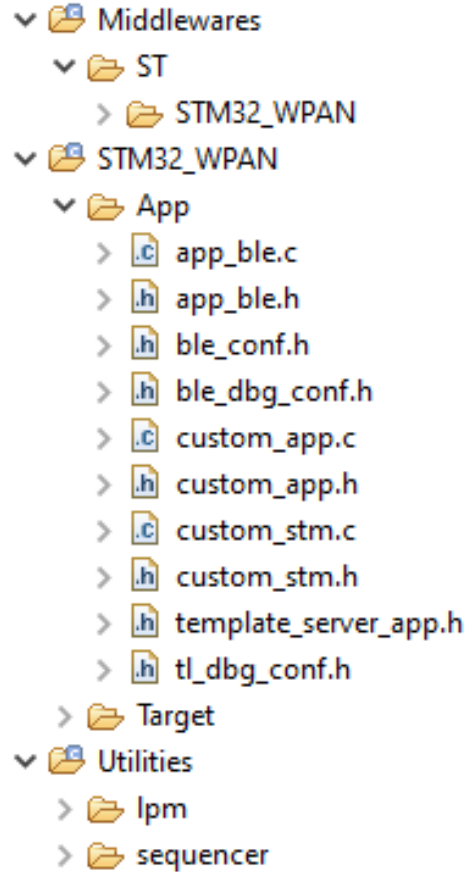 Middlewares
ST
STM32_WPAN
STM32_WPAN
App
.c app_ble.c
.h app_ble.h
.h ble_conf.h
.h ble_dbg_conf.h
.c custom_app.c
.h custom_app.h
.c custom_stm.c
.h custom_stm.h
.h template_server_app.h
.h tl_dbg_conf.h
Target
Utilities
lpm
sequencer